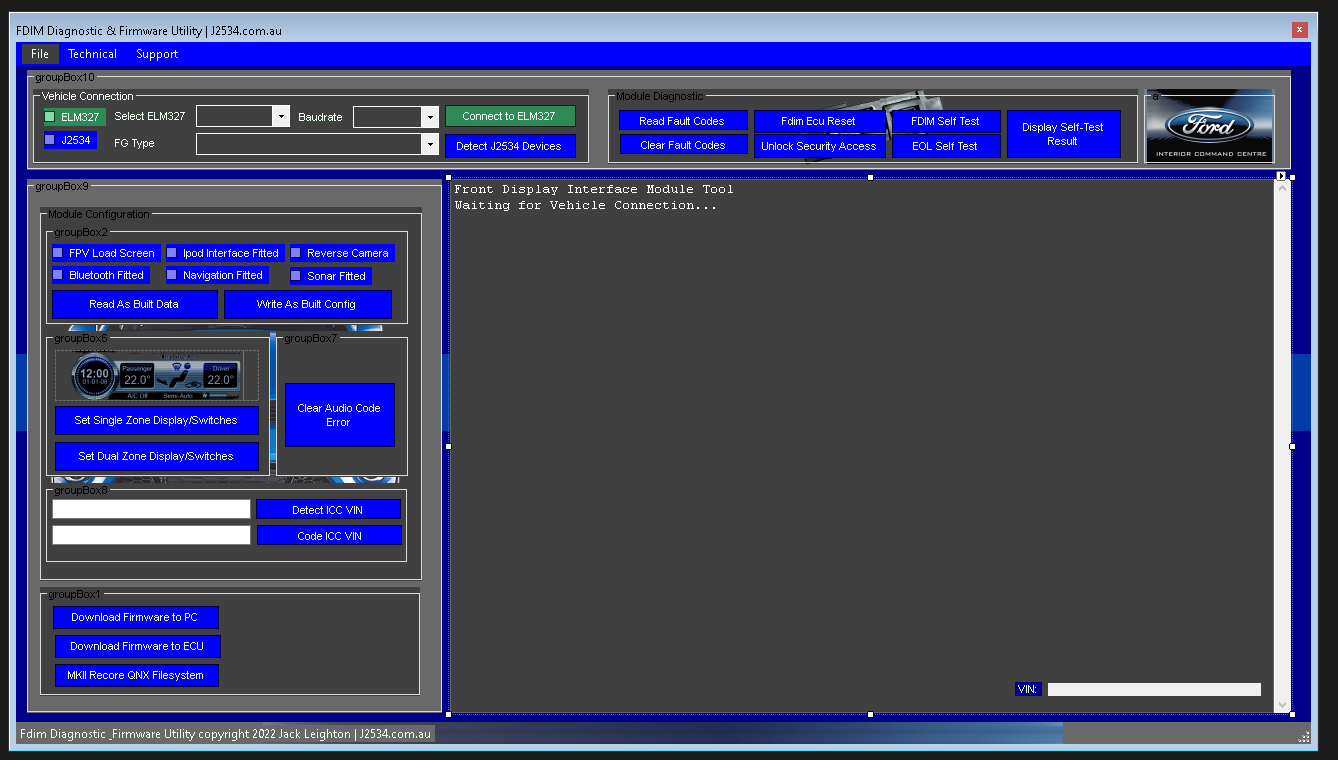 FDIM Diagnostic & Firmware Utility | J2534.com.au
x
File Technical Support
groupBox10
Vehicle Connection
ELM327 Select ELM327 Baudrate Connect to ELM327
J2534 FG Type Detect J2534 Devices
Module Diagnostic
Read Fault Codes Fdim Ecu Reset FDIM Self Test
Clear Fault Codes Unlock Security Access EOL Self Test
Display Self-Test
Result
Ford
INTERIOR COMMAND CENTRE
groupBox9
Module Configuration
groupBox2
FPV Load Screen Ipod Interface Fitted Reverse Camera
Bluetooth Fitted Navigation Fitted Sonar Fitted
Read As Built Data Write As Built Config
groupBox6
12:00
01-01-08
Passenger
22.0°
Driver
22.0°
A/C Off Semi-Auto
Set Single Zone Display/Switches
Set Dual Zone Display/Switches
groupBox7
Clear Audio Code
Error
groupBox8
Detect ICC VIN
Code ICC VIN
groupBox1
Download Firmware to PC
Download Firmware to ECU
MKII Recore QNX Filesystem
Front Display Interface Module Tool
Waiting for Vehicle Connection...
VIN:
Fdim Diagnostic _Firmware Utility copyright 2022 Jack Leighton | J2534.com.au